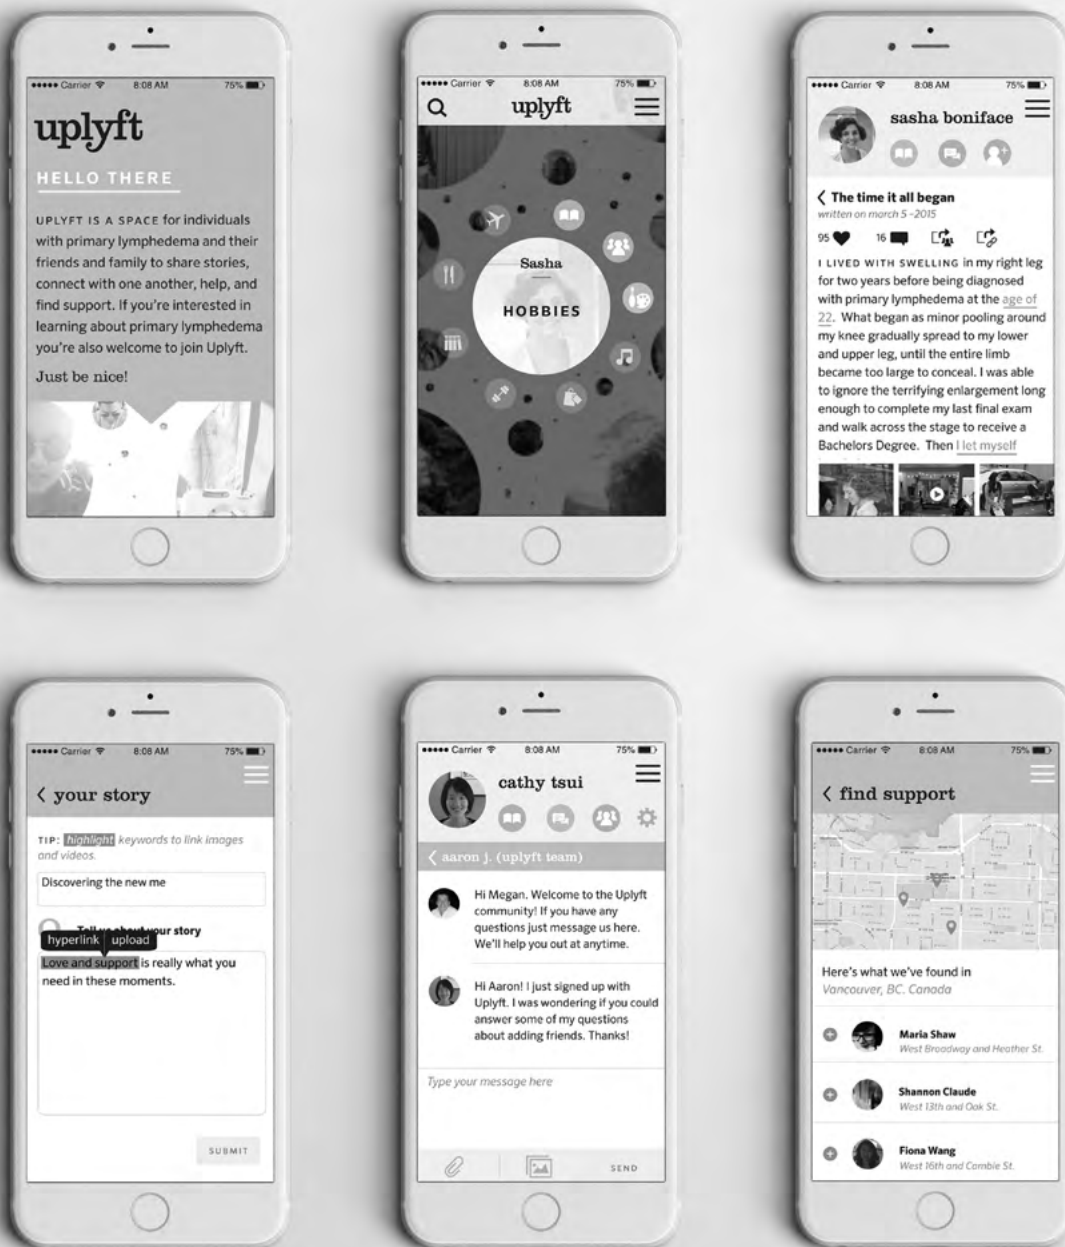 Carrier 8:08 AM 75%
uplyft
HELLO THERE
UPLYFT IS A SPACE for individuals
with primary lymphedema and their
friends and family to share stories,
connect with one another, help, and
find support. If you're interested in
learning about primary lymphedema
you're also welcome to join Uplyft.
Just be nice!
Carrier 8:08 AM 75%
uplyft
Sasha
HOBBIES
Carrier 8:08 AM 75%
sasha boniface
The time it all began
written on march 5 -2015
95 16
I LIVED WITH SWELLING in my right leg
for two years before being diagnosed
with primary lymphedema at the age of
22. What began as minor pooling around
my knee gradually spread to my lower
and upper leg, until the entire limb
became too large to conceal. I was able
to ignore the terrifying enlargement long
enough to complete my last final exam
and walk across the stage to receive a
Bachelors Degree. Then I let myself
Carrier 8:08 AM 75%
your story
TIP: highlight keywords to link images
and videos.
Discovering the new me
Tell us about your story
hyperlink upload
Love and support is really what you
need in these moments.
SUBMIT
Carrier 8:08 AM 75%
cathy tsui
aaron j. (uplyft team)
Hi Megan. Welcome to the Uplyft
community! If you have any
questions just message us here.
We'll help you out at anytime.
Hi Aaron! I just signed up with
Uplyft. I was wondering if you could
answer some of my questions
about adding friends. Thanks!
Type your message here
SEND
Carrier 8:08 AM 75%
find support
Here's what we've found in
Vancouver, BC. Canada
Maria Shaw
West Broadway and Heather St.
Shannon Claude
West 13th and Oak St.
Fiona Wang
West 16th and Cambie St.